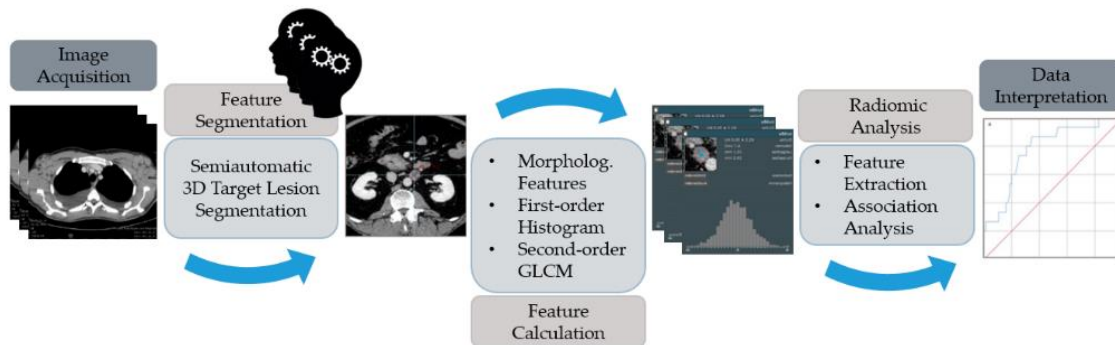 Image
Acquisition
Feature
Segmentation
Semiautomatic
3D Target Lesion
Segmentation
• Morpholog.
Features
• First-order
Histogram
• Second-order
GLCM
Feature
Calculation
Radiomic
Analysis
• Feature
Extraction
• Association
Analysis
Data
Interpretation